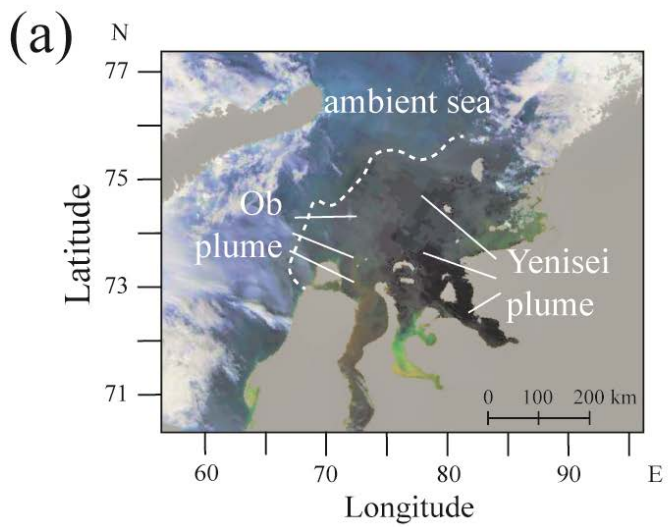 (a)
N
77
75
73
71
Latitude
ambient sea
Ob
plume
Yenisei
plume
0 100 200 km
60 70 80 90 E
Longitude